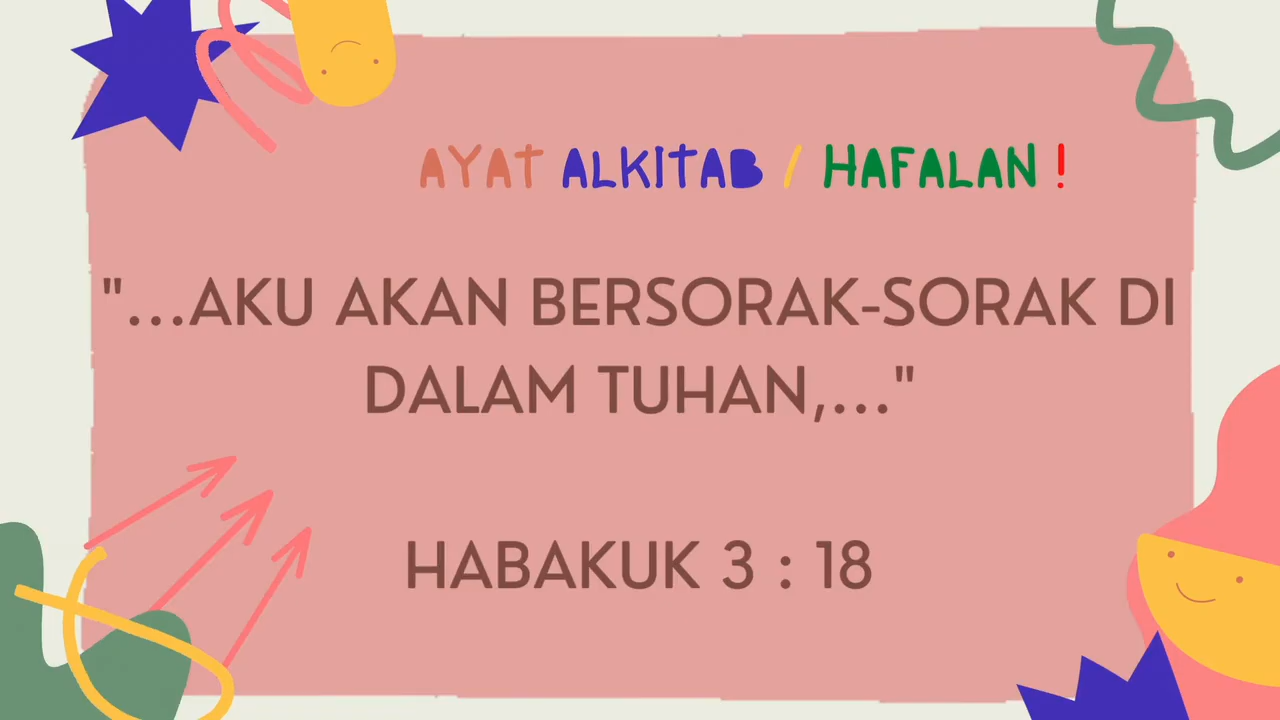 AYAT ALKITAB / HAFALAN !
"...AKU AKAN BERSORAK-SORAK DI
DALAM TUHAN,..."
HABAKUK 3 : 18